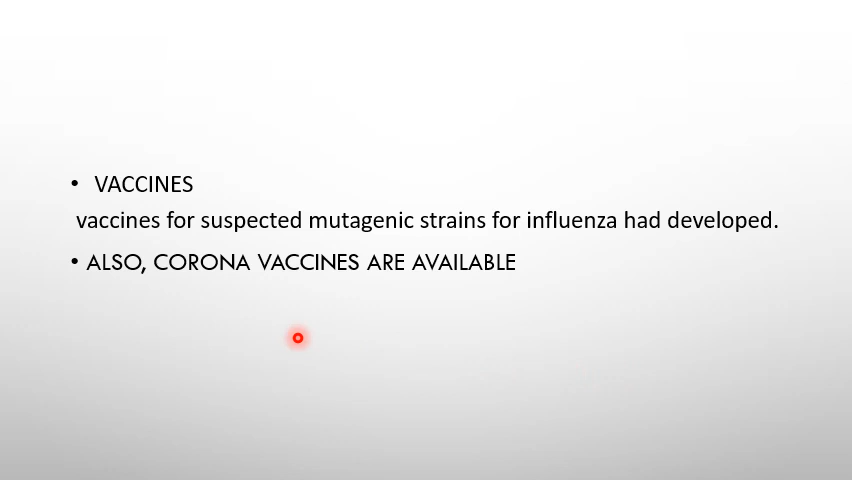 • VACCINES
vaccines for suspected mutagenic strains for influenza had developed.
• ALSO, CORONA VACCINES ARE AVAILABLE